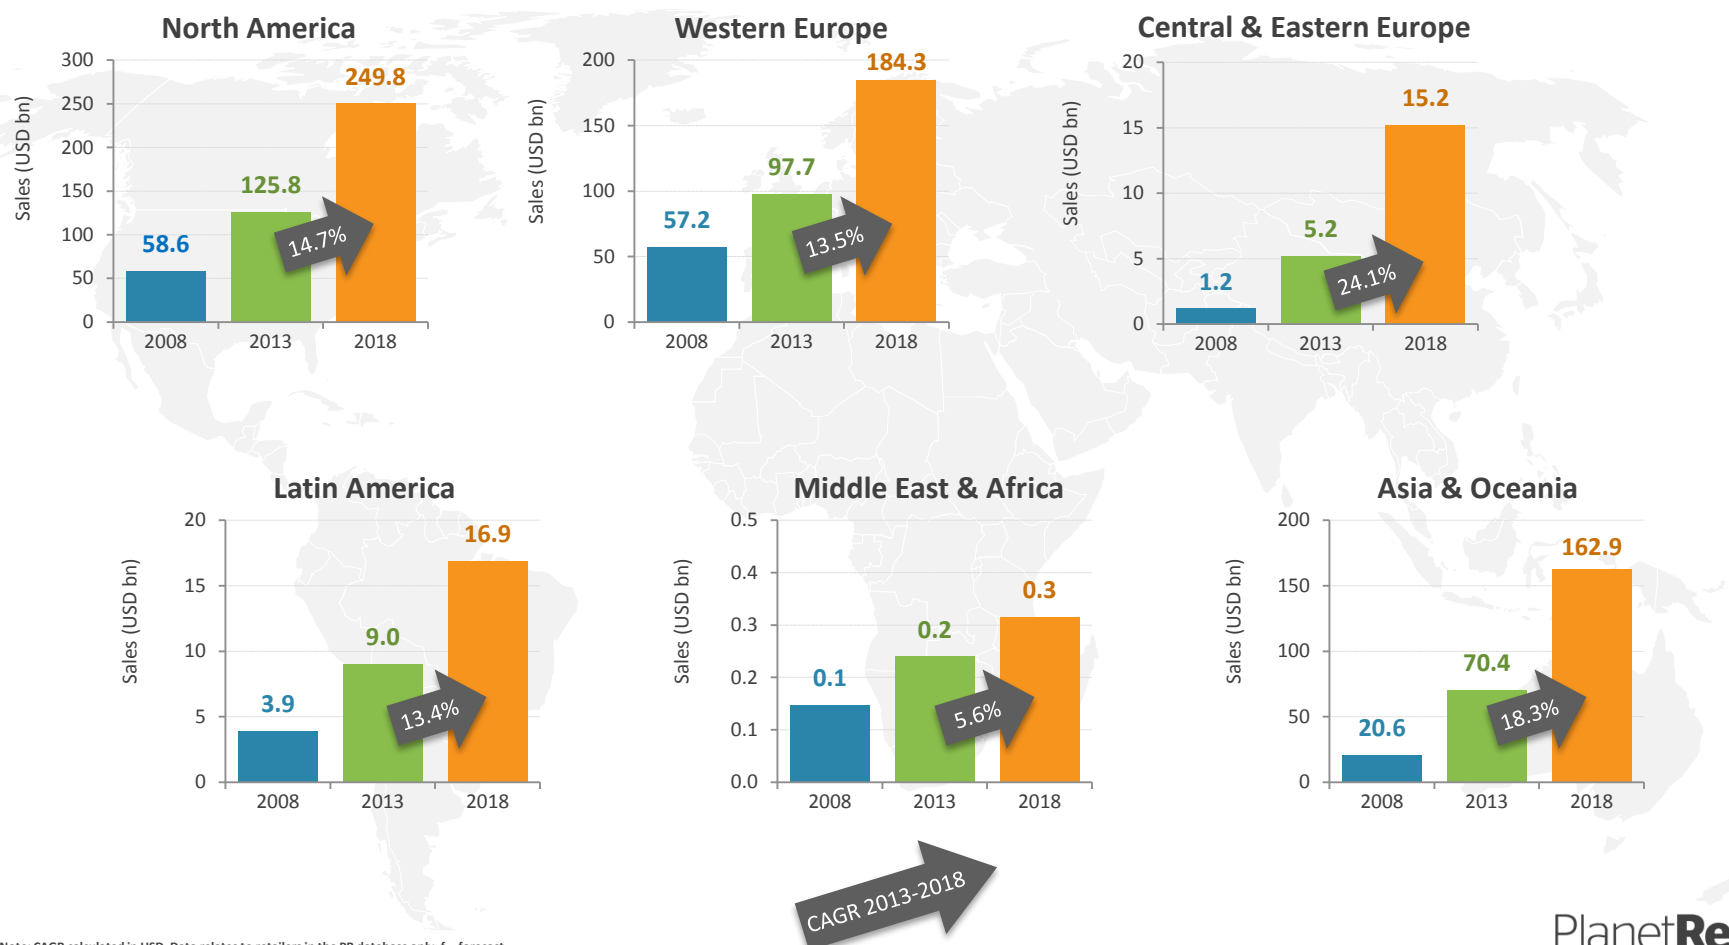 North America
Sales (USD bn)
300
250
200
150
100
50
0
58.6
125.8
249.8
14.7%
2008 2013 2018
Western Europe
Sales (USD bn)
200
150
100
50
0
57.2
97.7
184.3
13.5%
2008 2013 2018
Central & Eastern Europe
Sales (USD bn)
20
15
10
5
0
1.2
5.2
15.2
24.1%
2008 2013 2018
Latin America
Sales (USD bn)
20
15
10
5
0
3.9
9.0
16.9
13.4%
2008 2013 2018
Middle East & Africa
Sales (USD bn)
0.5
0.4
0.3
0.2
0.1
0.0
0.1
0.2
0.3
5.6%
2008 2013 2018
Asia & Oceania
Sales (USD bn)
200
150
100
50
0
20.6
70.4
162.9
18.3%
2008 2013 2018
CAGR 2013-2018
PlanetRe